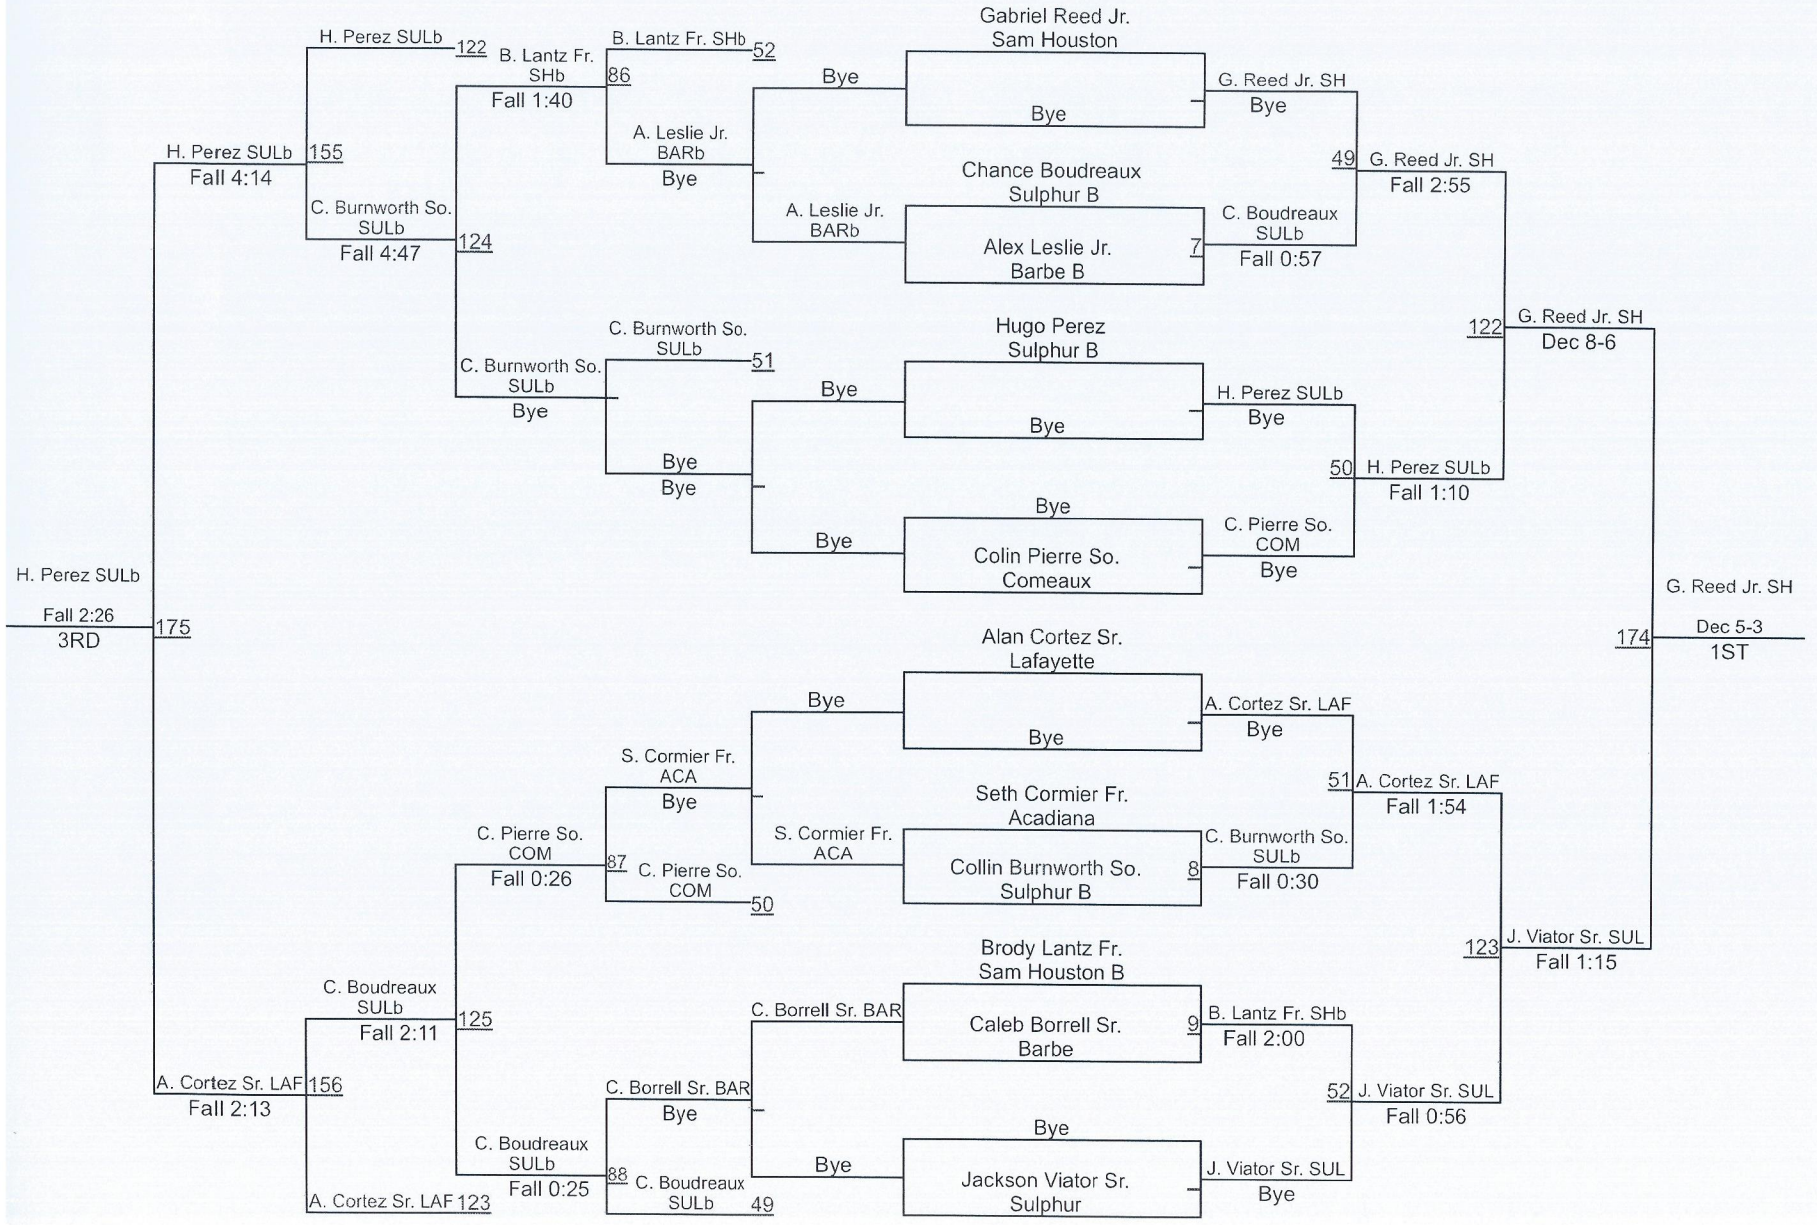 Gabriel Reed Jr.
Sam Houston
H. Perez SULb
122
B. Lantz Fr. SHb
52
B. Lantz Fr.
SHb
86
Fall 1:40
Bye
G. Reed Jr. SH
Bye
Bye
A. Leslie Jr.
BARb
Bye
H. Perez SULb
155
Fall 4:14
49
G. Reed Jr. SH
Fall 2:55
Chance Boudreaux
Sulphur B
C. Burnworth So.
SULb
124
Fall 4:47
A. Leslie Jr.
BARb
Alex Leslie Jr.
Barbe B
7
C. Boudreaux
SULb
Fall 0:57
Hugo Perez
Sulphur B
122
G. Reed Jr. SH
Dec 8-6
C. Burnworth So.
SULb
51
C. Burnworth So.
SULb
Bye
Bye
Bye
H. Perez SULb
Bye
Bye
Bye
50
H. Perez SULb
Fall 1:10
Bye
Bye
Colin Pierre So.
Comeaux
C. Pierre So.
COM
Bye
H. Perez SULb
Fall 2:26
3RD
175
G. Reed Jr. SH
174
Dec 5-3
1ST
Alan Cortez Sr.
Lafayette
Bye
Bye
A. Cortez Sr. LAF
Bye
S. Cormier Fr.
ACA
Bye
51
A. Cortez Sr. LAF
Fall 1:54
Seth Cormier Fr.
Acadiana
S. Cormier Fr.
ACA
Collin Burnworth So.
Sulphur B
8
C. Burnworth So.
SULb
Fall 0:30
C. Pierre So.
COM
87
Fall 0:26
C. Pierre So.
COM
50
Brody Lantz Fr.
Sam Houston B
123
J. Viator Sr. SUL
Fall 1:15
C. Boudreaux
SULb
125
Fall 2:11
C. Borrell Sr. BAR
Caleb Borrell Sr.
Barbe
9
B. Lantz Fr. SHb
Fall 2:00
A. Cortez Sr. LAF
156
Fall 2:13
C. Borrell Sr. BAR
Bye
52
J. Viator Sr. SUL
Fall 0:56
Bye
Bye
Jackson Viator Sr.
Sulphur
J. Viator Sr. SUL
Bye
C. Boudreaux
SULb
88
Fall 0:25
C. Boudreaux
SULb
49
A. Cortez Sr. LAF
123